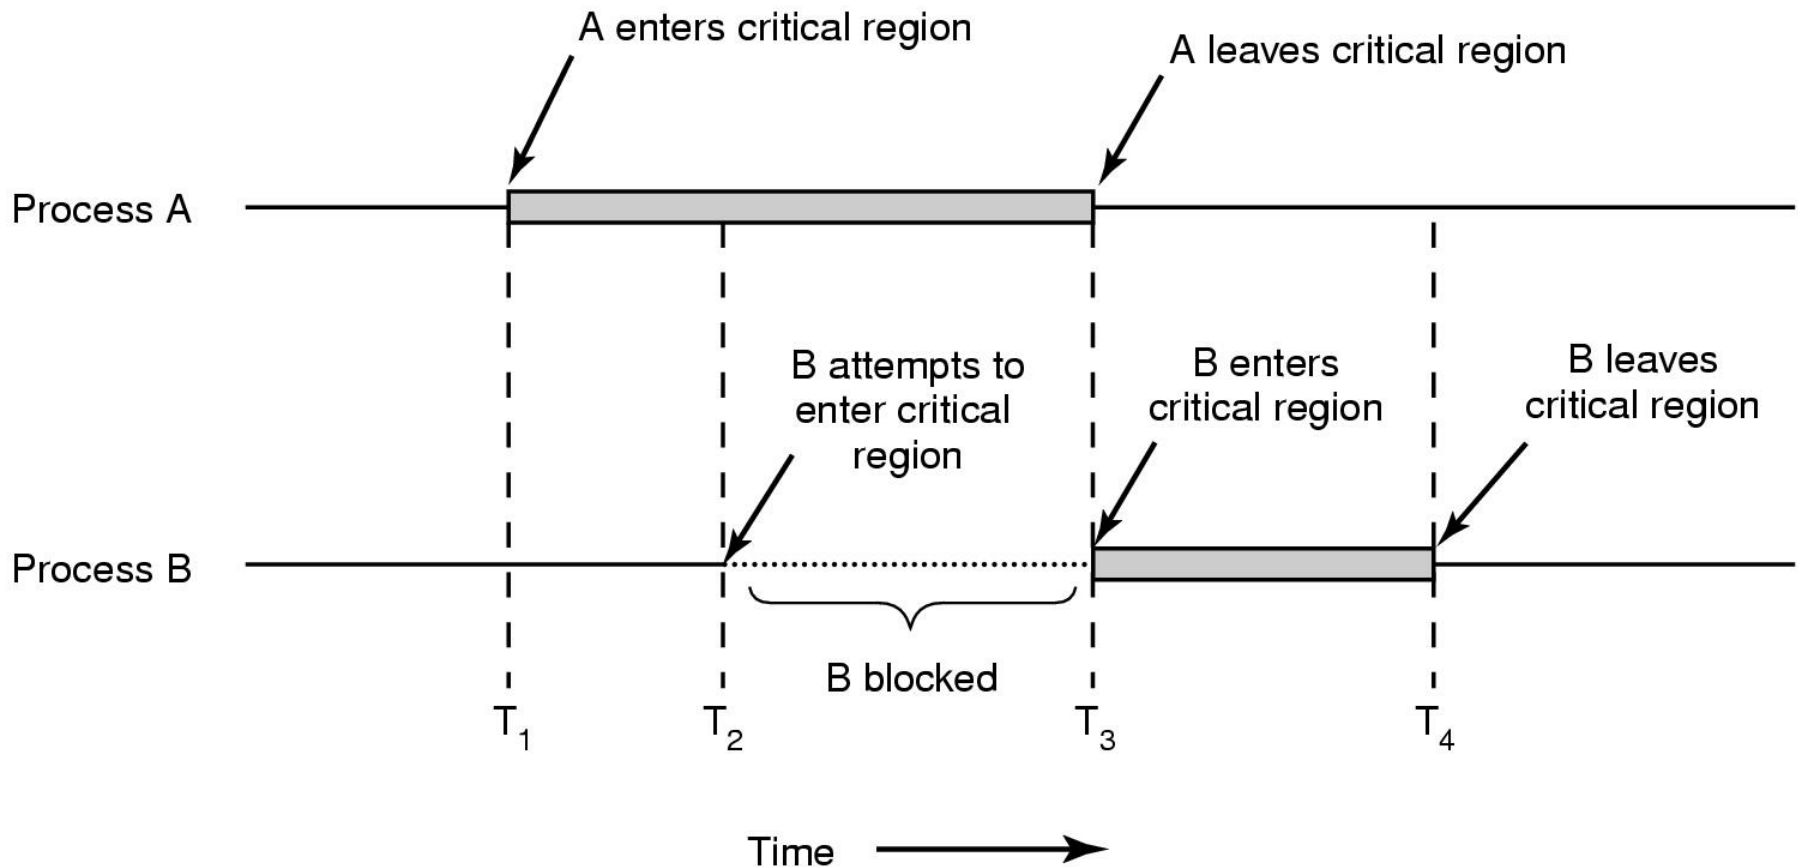 A enters critical region
A leaves critical region
Process A
B attempts to
enter critical
region
B enters
critical region
B leaves
critical region
Process B
B blocked
T1
T2
T3
T4
Time